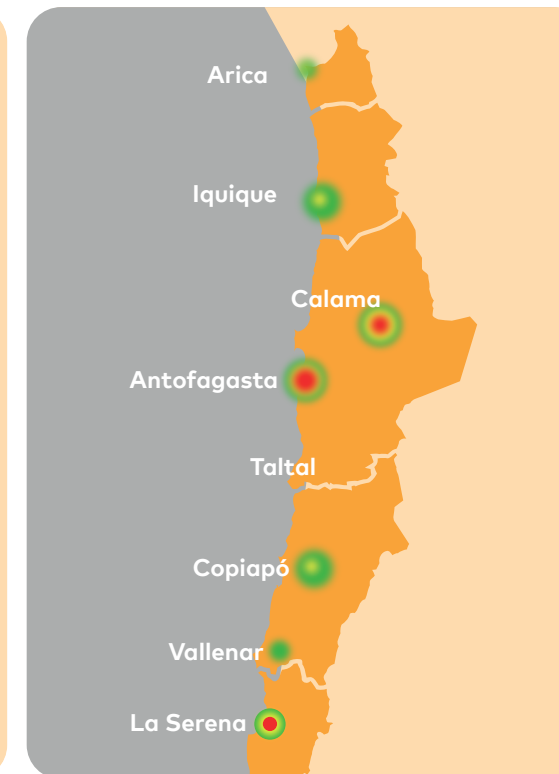 Arica
Iquique
Calama
Antofagasta
Taltal
Copiapó
Vallenar
La Serena